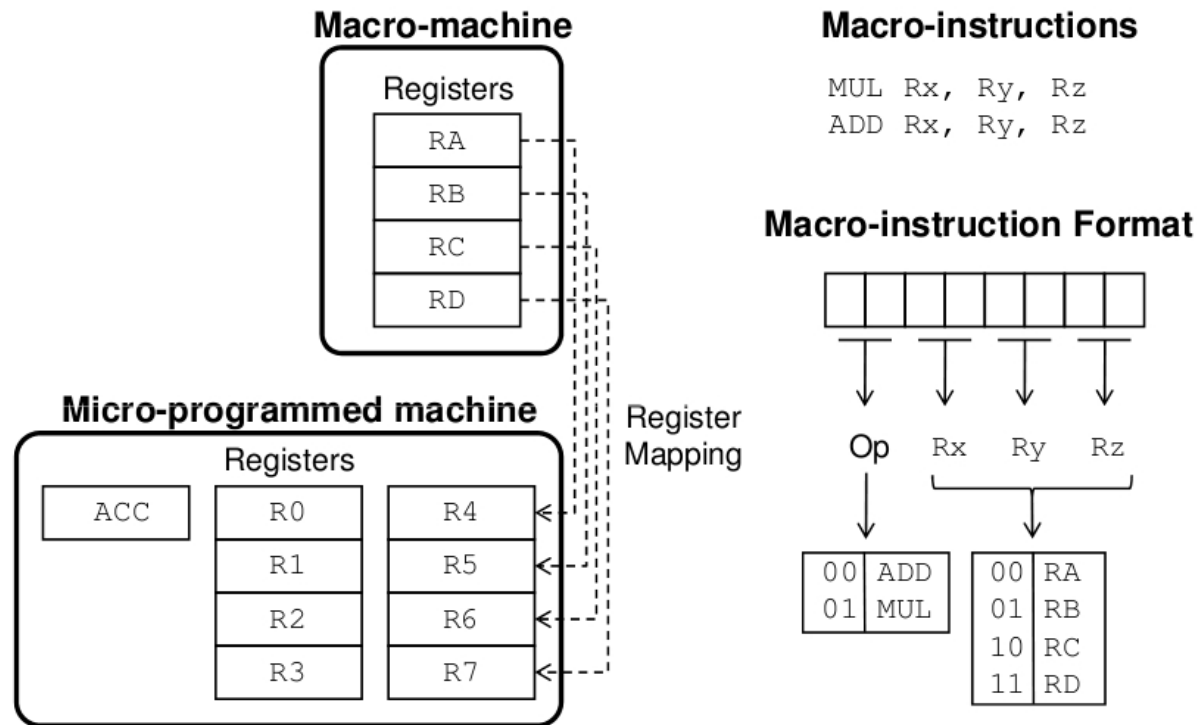 Macro-machine
Registers
RA
RB
RC
RD
Micro-programmed machine
Registers
ACC
R0
R1
R2
R3
R4
R5
R6
R7
Register
Mapping
Macro-instructions
MUL Rx, Ry, Rz
ADD Rx, Ry, Rz
Macro-instruction Format
Op Rx Ry Rz
00 ADD
01 MUL
00 RA
01 RB
10 RC
11 RD